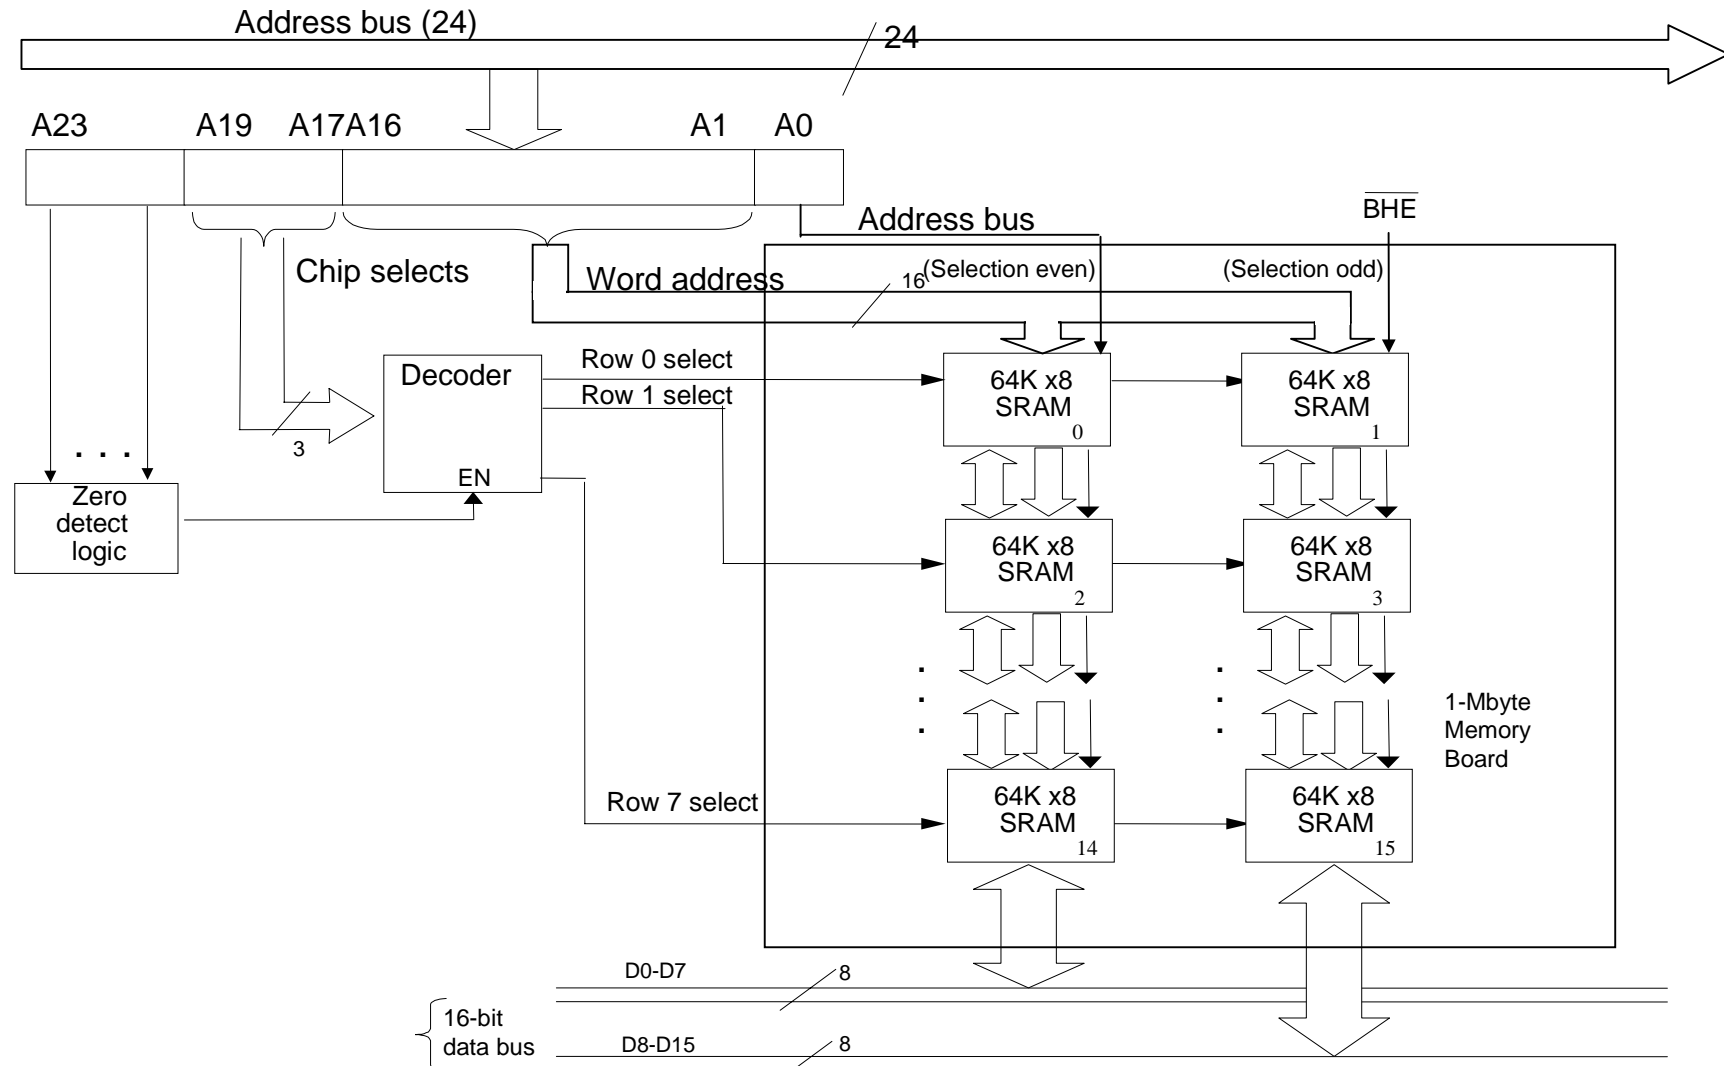 Address bus (24)
24
A23
A19
A17A16
A1
A0
Address bus
BHE
Chip selects
Word address
16
(Selection even)
(Selection odd)
Decoder
EN
3
Row 0 select
Row 1 select
Row 7 select
Zero
detect
logic
. . .
64K x8
SRAM
0
64K x8
SRAM
1
64K x8
SRAM
2
64K x8
SRAM
3
.
.
.
.
.
.
1-Mbyte
Memory
Board
64K x8
SRAM
14
64K x8
SRAM
15
D0-D7
8
16-bit
data bus
D8-D15
8